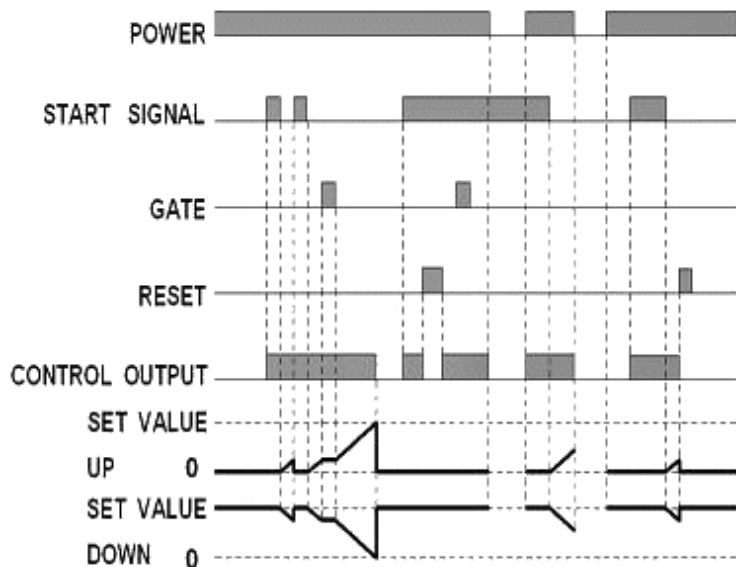 POWER
START SIGNAL
GATE
RESET
CONTROL OUTPUT
SET VALUE
UP 0
SET VALUE
DOWN 0